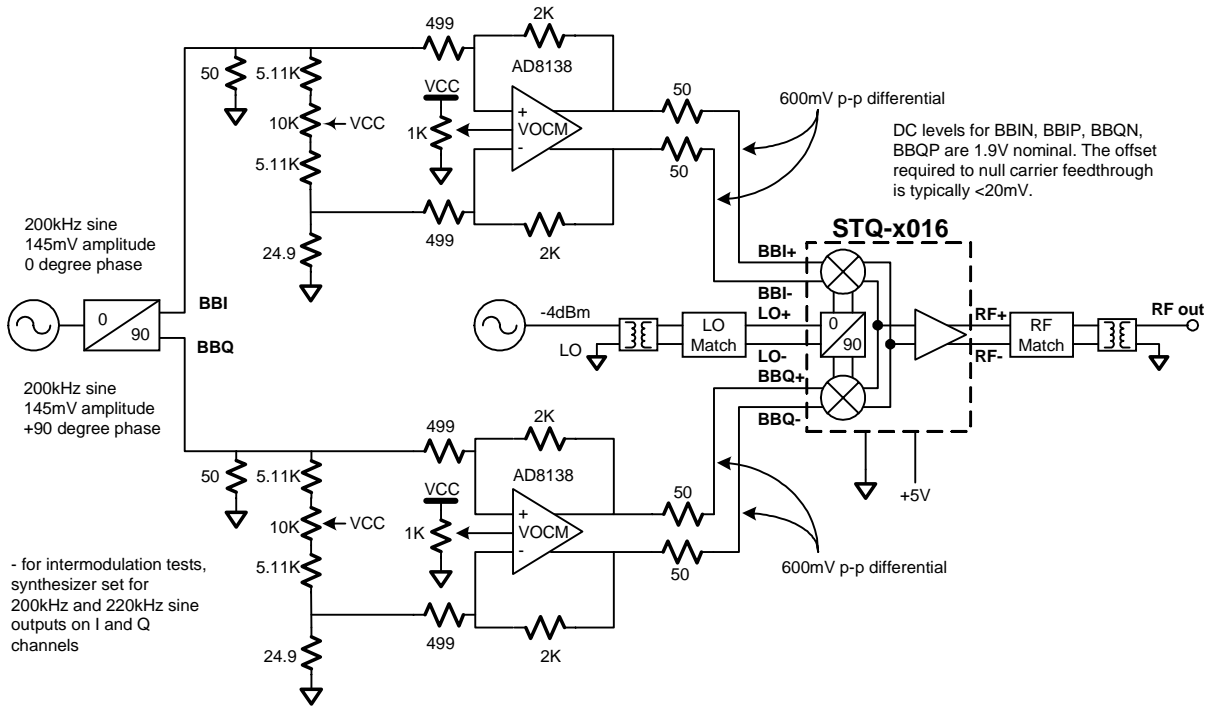 499
2K
50
5.11K
AD8138
VCC
50
600mV p-p differential
+
VOCM
-
10K
VCC
1K
DC levels for BBIN, BBIP, BBQN,
BBQP are 1.9V nominal. The offset
required to null carrier feedthrough
is typically <20mV.
5.11K
50
200kHz sine
145mV amplitude
0 degree phase
24.9
499
2K
STQ-x016
BBI+
BBI-
BBI
0
90
-4dBm
LO
LO+
LO
Match
LO-
0
90
RF+
RF
Match
RF-
RF out
BBQ
BBQ+
BBQ-
200kHz sine
145mV amplitude
+90 degree phase
499
2K
50
5.11K
AD8138
VCC
50
+5V
+
VOCM
-
10K
VCC
1K
5.11K
50
600mV p-p differential
- for intermodulation tests,
synthesizer set for
200kHz and 220kHz sine
outputs on I and Q
channels
24.9
499
2K